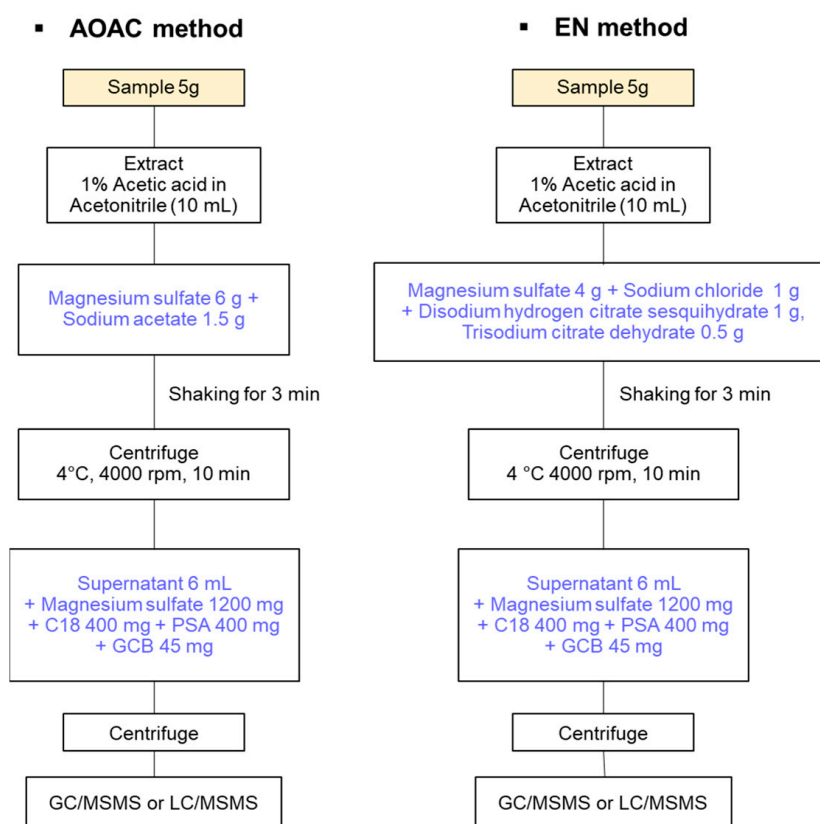 ▪ AOAC method
Sample 5g
Extract
1% Acetic acid in
Acetonitrile (10 mL)
Magnesium sulfate 6 g +
Sodium acetate 1.5 g
Shaking for 3 min
Centrifuge
4°C, 4000 rpm, 10 min
Supernatant 6 mL
+ Magnesium sulfate 1200 mg
+ C18 400 mg + PSA 400 mg
+ GCB 45 mg
Centrifuge
GC/MSMS or LC/MSMS
▪ EN method
Sample 5g
Extract
1% Acetic acid in
Acetonitrile (10 mL)
Magnesium sulfate 4 g + Sodium chloride 1 g
+ Disodium hydrogen citrate sesquihydrate 1 g,
Trisodium citrate dehydrate 0.5 g
Shaking for 3 min
Centrifuge
4 °C 4000 rpm, 10 min
Supernatant 6 mL
+ Magnesium sulfate 1200 mg
+ C18 400 mg + PSA 400 mg
+ GCB 45 mg
Centrifuge
GC/MSMS or LC/MSMS